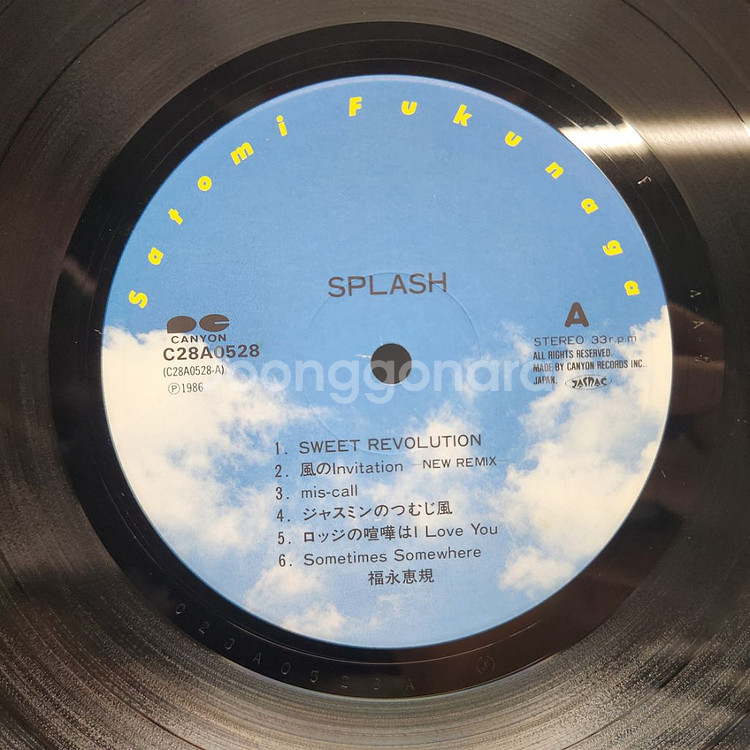 Satomi Fukunaga
SPLASH
CANYON
C28A0528
(C28A0528-A)
Ⓟ1986
A
STEREO 33r.p.m
ALL RIGHTS RESERVED.
MADE BY CANYON RECORDS INC.
JAPAN. JASRAC
1. SWEET REVOLUTION
2. 風のInvitation —NEW REMIX—
3. mis-call
4. ジャスミンのつむじ風
5. ロッジの喧嘩はI Love You
6. Sometimes Somewhere
福永恵規